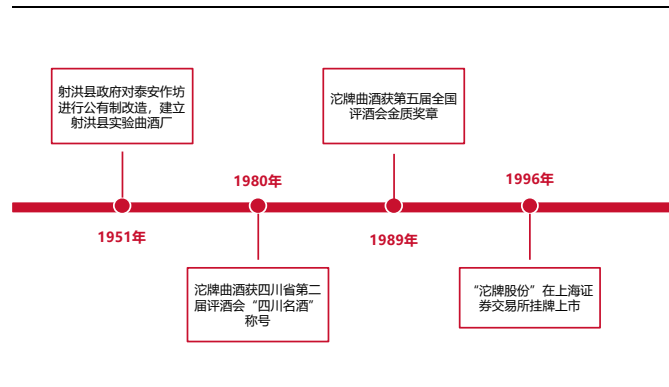 射洪县政府对泰安作坊
进行公有制改造，建立
射洪县实验曲酒厂
1951年
1980年
沱牌曲酒获四川省第二
届评酒会“四川名酒”
称号
沱牌曲酒获第五届全国
评酒会金质奖章
1989年
1996年
“沱牌股份”在上海证
券交易所挂牌上市